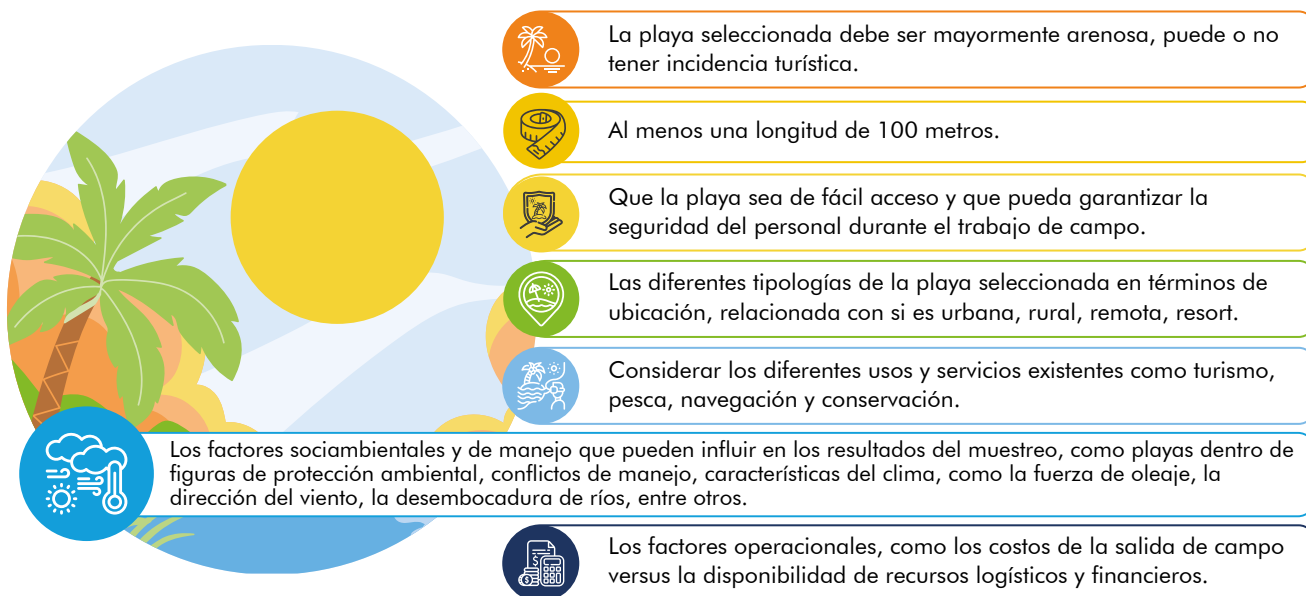 La playa seleccionada debe ser mayormente arenosa, puede o no
tener incidencia turística.
Al menos una longitud de 100 metros.
Que la playa sea de fácil acceso y que pueda garantizar la
seguridad del personal durante el trabajo de campo.
Las diferentes tipologías de la playa seleccionada en términos de
ubicación, relacionada con si es urbana, rural, remota, resort.
Considerar los diferentes usos y servicios existentes como turismo,
pesca, navegación y conservación.
Los factores sociambientales y de manejo que pueden influir en los resultados del muestreo, como playas dentro de
figuras de protección ambiental, conflictos de manejo, características del clima, como la fuerza de oleaje, la
dirección del viento, la desembocadura de ríos, entre otros.
Los factores operacionales, como los costos de la salida de campo
versus la disponibilidad de recursos logísticos y financieros.